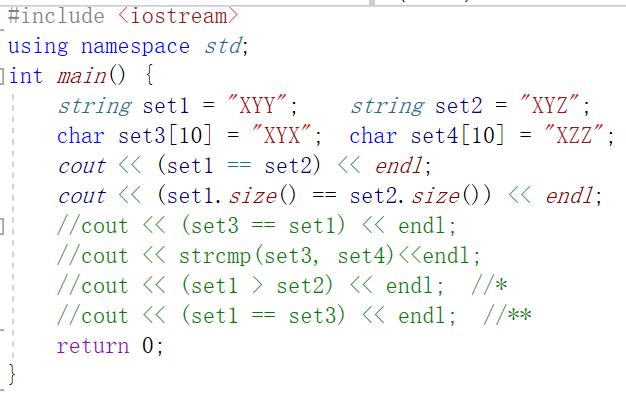 #include <iostream>
using namespace std;
int main() {
    string set1 = "XYY";    string set2 = "XYZ";
    char set3[10] = "XYX";  char set4[10] = "XZZ";
    cout << (set1 == set2) << endl;
    cout << (set1.size() == set2.size()) << endl;
    //cout << (set3 == set1) << endl;
    //cout << strcmp(set3, set4)<<endl;
    //cout << (set1 > set2) << endl;  //*
    //cout << (set1 == set3) << endl;  //**
    return 0;
}